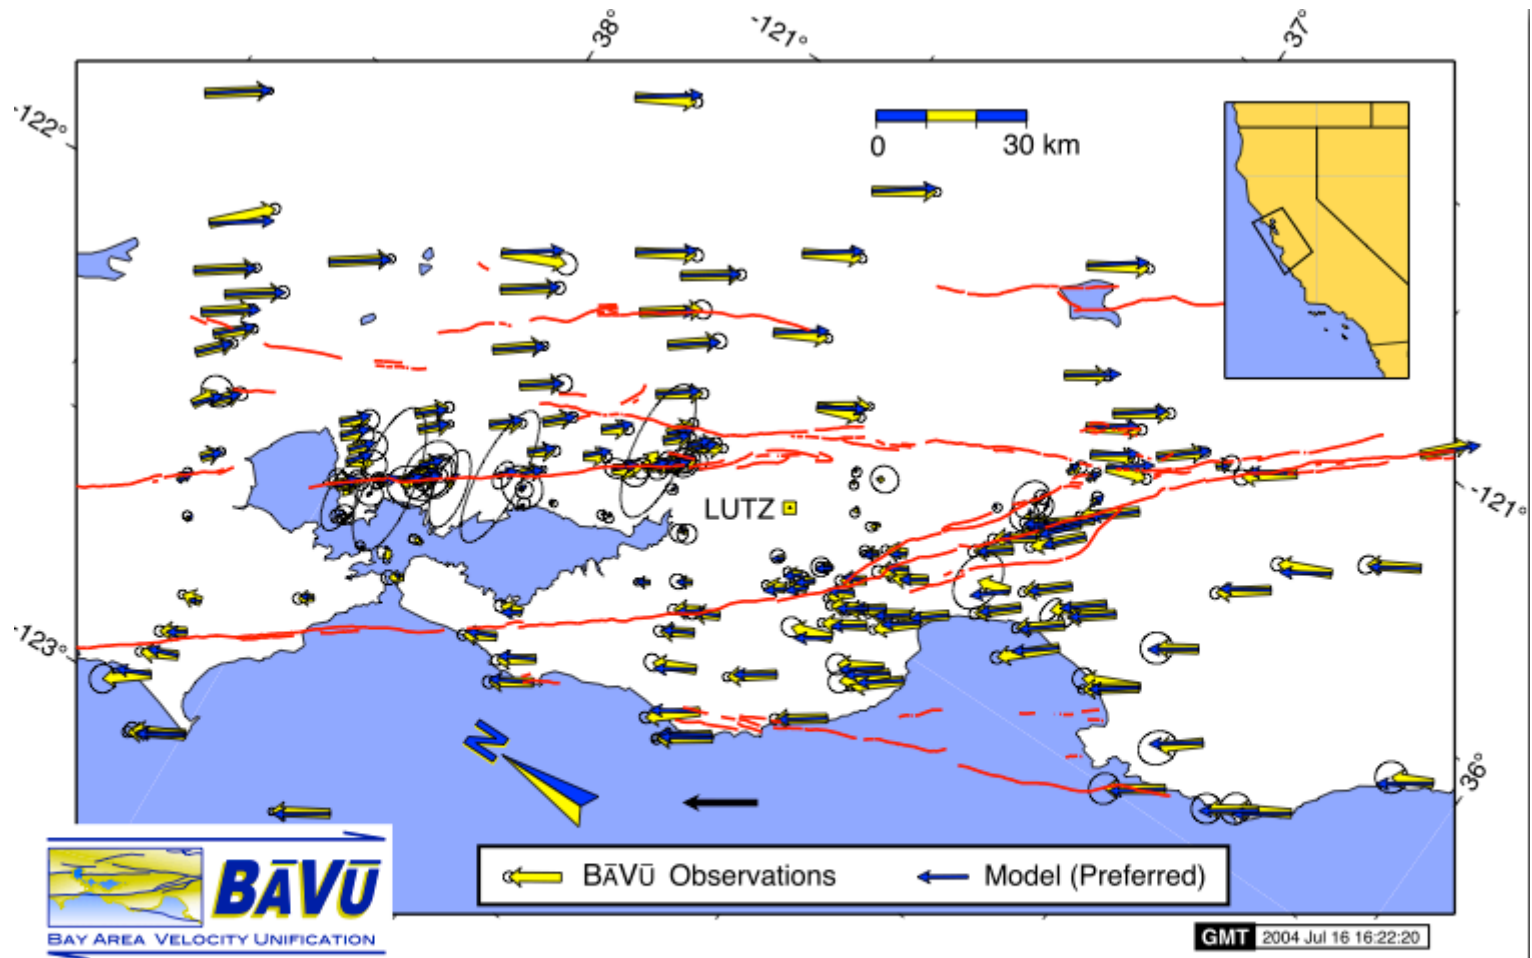 38°
-121°
37°
-122°
0 30 km
LUTZ
-121°
-123°
N
36°
BĀVŪ Observations
Model (Preferred)
BĀVŪ
BAY AREA VELOCITY UNIFICATION
GMT 2004 Jul 16 16:22:20